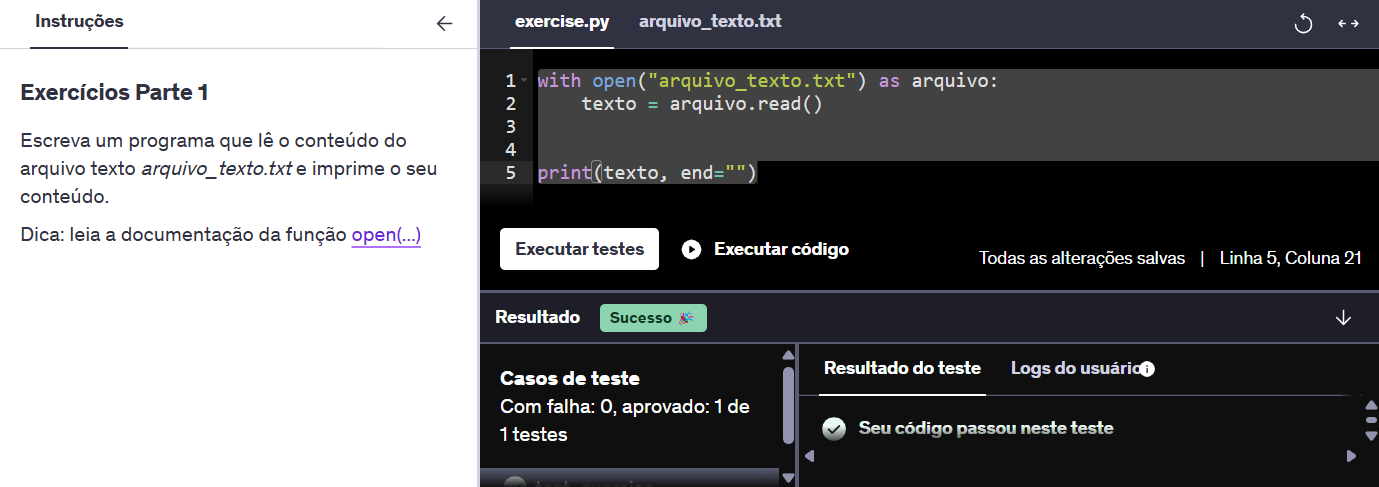 Instruções
Exercícios Parte 1
Escreva um programa que lê o conteúdo do
arquivo texto arquivo_texto.txt e imprime o seu
conteúdo.
Dica: leia a documentação da função open(...)
exercise.py
arquivo_texto.txt
1 with open("arquivo_texto.txt") as arquivo:
2     texto = arquivo.read()
3
4
5 print(texto, end="")
Executar testes
Executar código
Todas as alterações salvas | Linha 5, Coluna 21
Resultado
Sucesso
Casos de teste
Com falha: 0, aprovado: 1 de
1 testes
Resultado do teste
Logs do usuário
Seu código passou neste teste